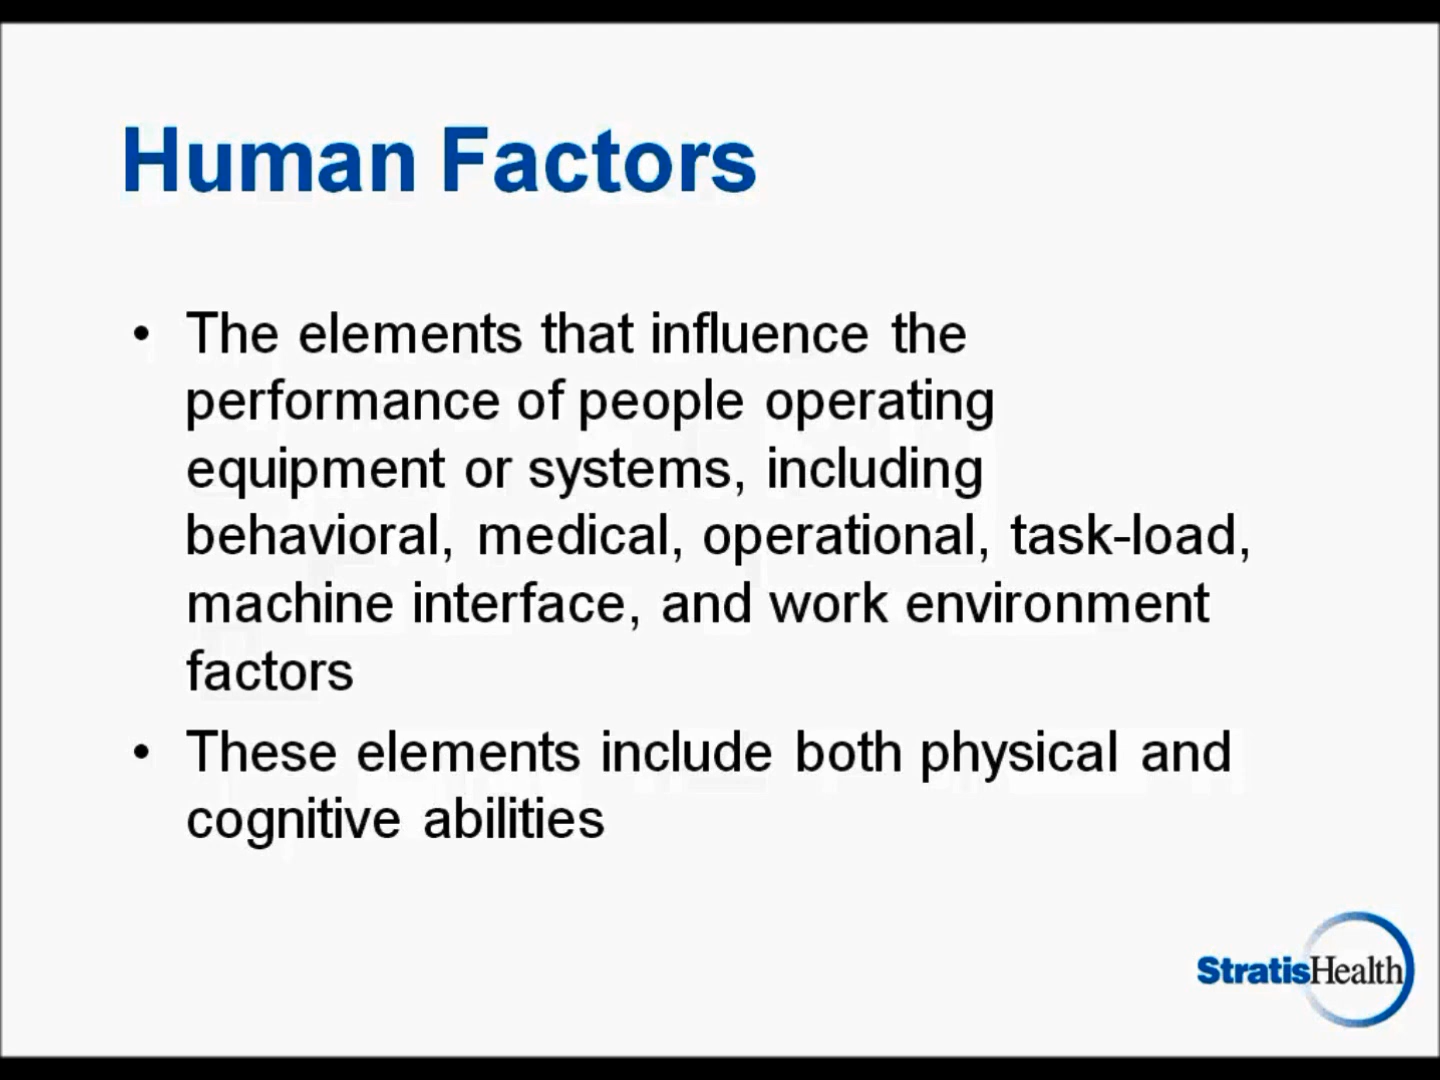 Human Factors
• The elements that influence the
performance of people operating
equipment or systems, including
behavioral, medical, operational, task-load,
machine interface, and work environment
factors
• These elements include both physical and
cognitive abilities
StratisHealth